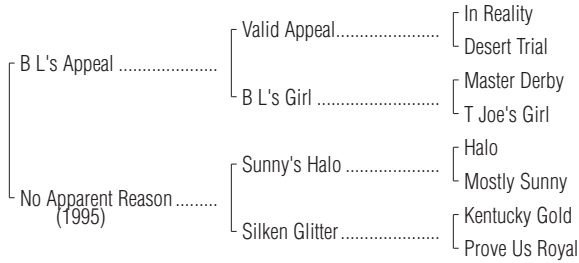 In Reality
Valid Appeal....................
Desert Trial
B L's Appeal ...................
Master Derby
B L's Girl .......................
T Joe's Girl
Halo
Sunny's Halo ..................
Mostly Sunny
No Apparent Reason ........
(1995)
Kentucky Gold
Silken Glitter...................
Prove Us Royal